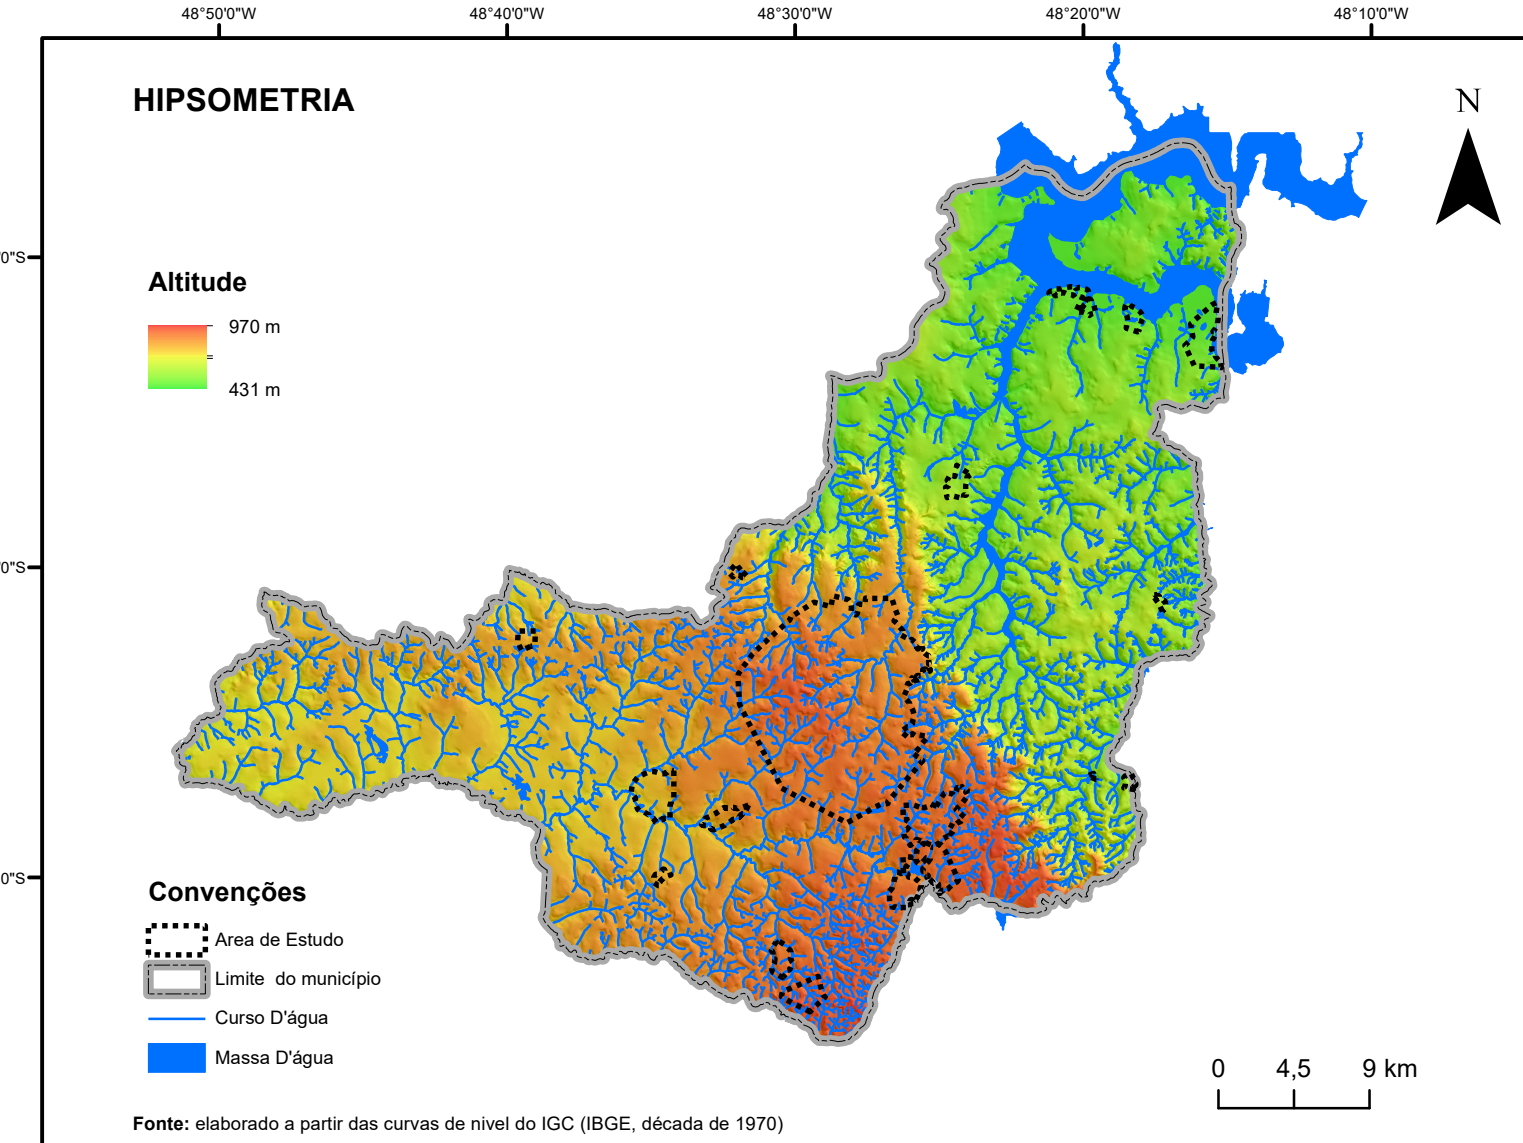 48°50'0"W 48°40'0"W 48°30'0"W 48°20'0"W 48°10'0"W
HIPSOMETRIA
N
0"S
Altitude
970 m
431 m
0"S
0"S
Convenções
Area de Estudo
Limite do município
Curso D'água
Massa D'água
0 4,5 9 km
Fonte: elaborado a partir das curvas de nivel do IGC (IBGE, década de 1970)